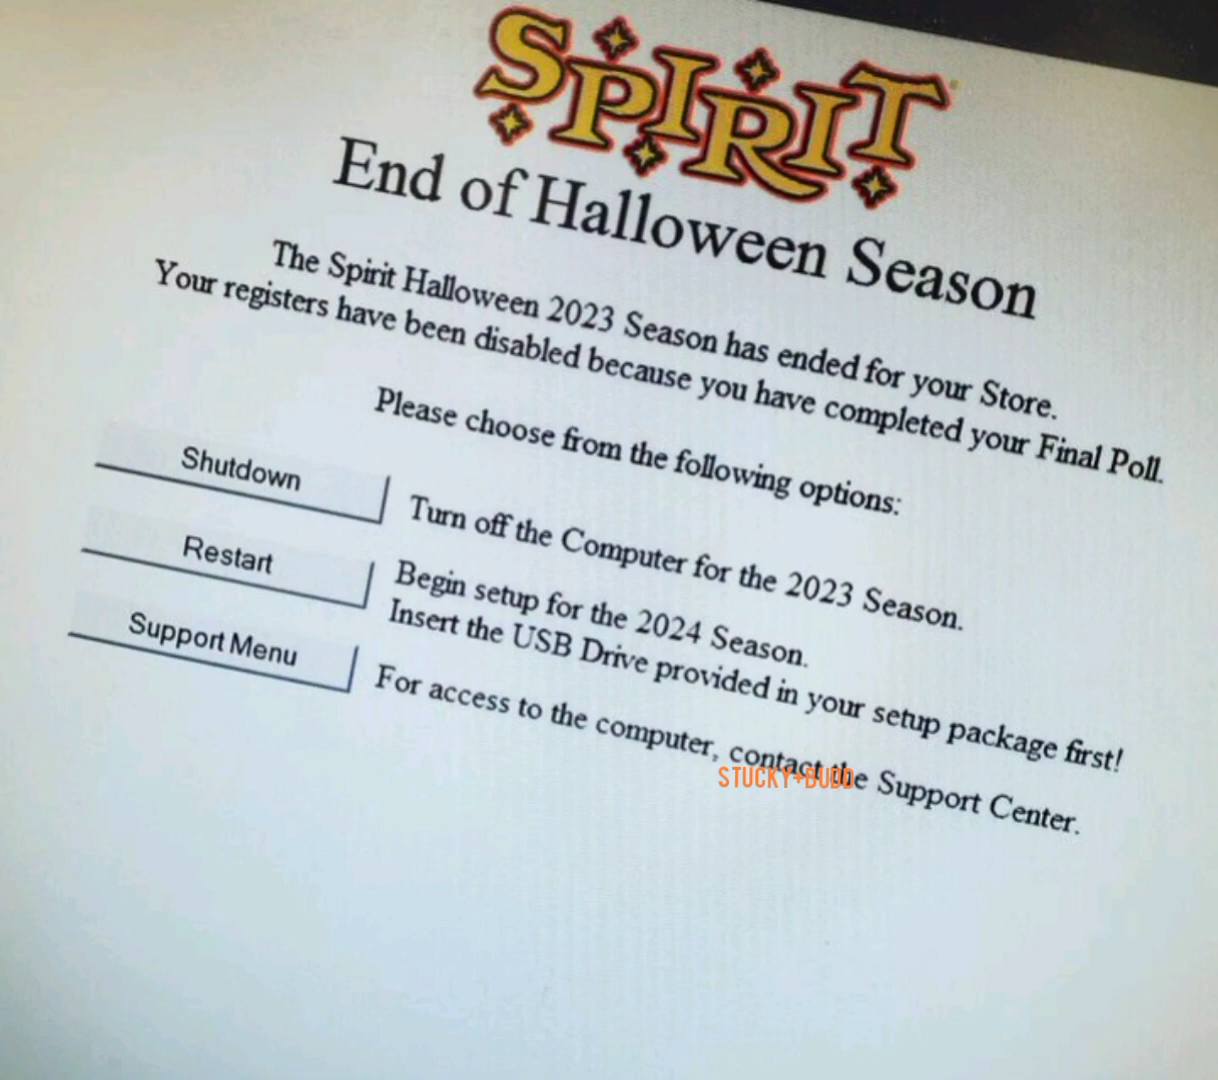 SPIRIT
End of Halloween Season
The Spirit Halloween 2023 Season has ended for your Store.
Your registers have been disabled because you have completed your Final Poll.
Please choose from the following options:
Shutdown
Turn off the Computer for the 2023 Season.
Restart
Begin setup for the 2024 Season.
Insert the USB Drive provided in your setup package first!
Support Menu
For access to the computer, contact the Support Center.
STUCKY+BUDD